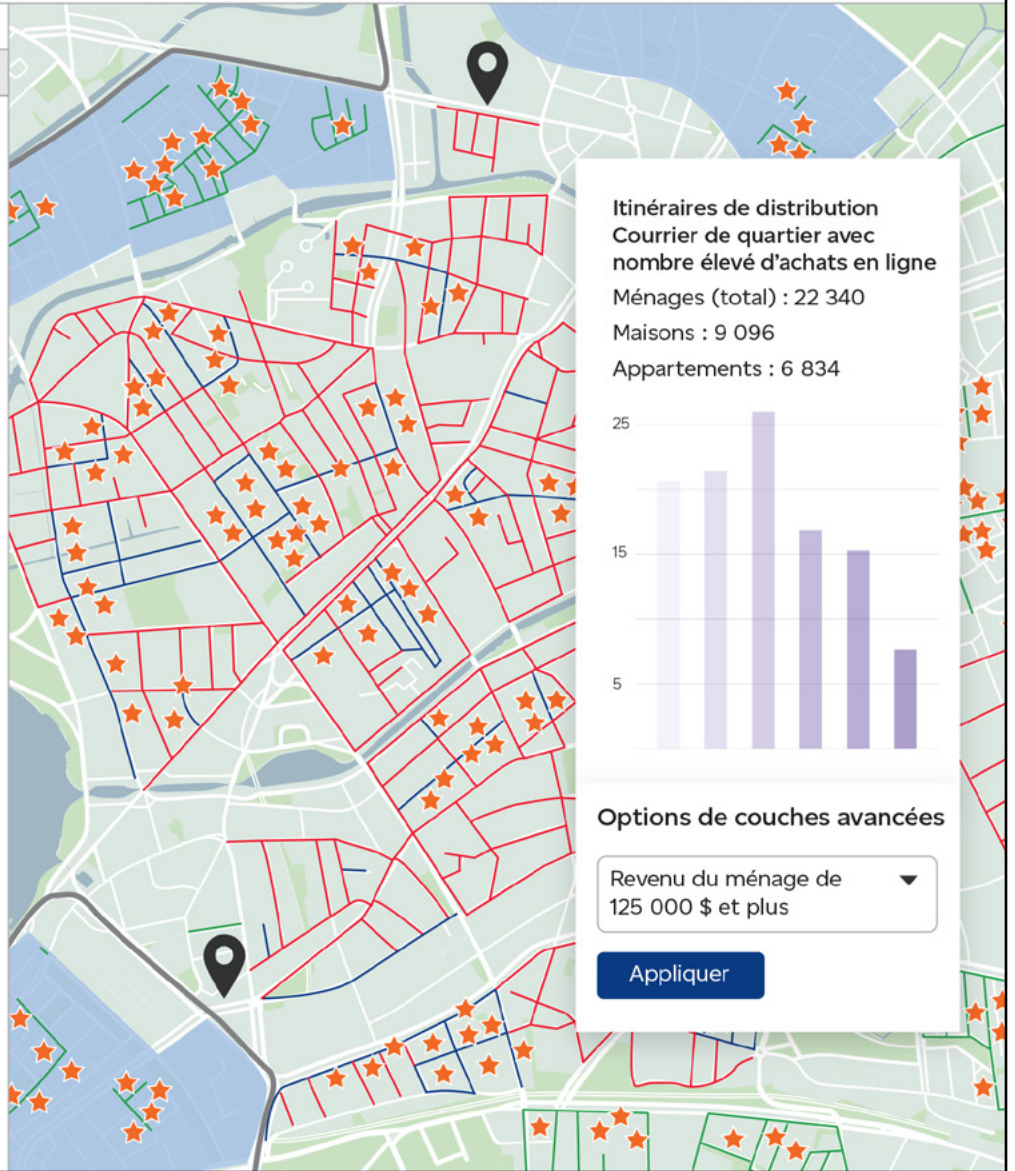 Itinéraires de distribution
Courrier de quartier avec
nombre élevé d'achats en ligne
Ménages (total) : 22 340
Maisons : 9 096
Appartements : 6 834
25
15
5
Options de couches avancées
Revenu du ménage de
125 000 $ et plus
Appliquer